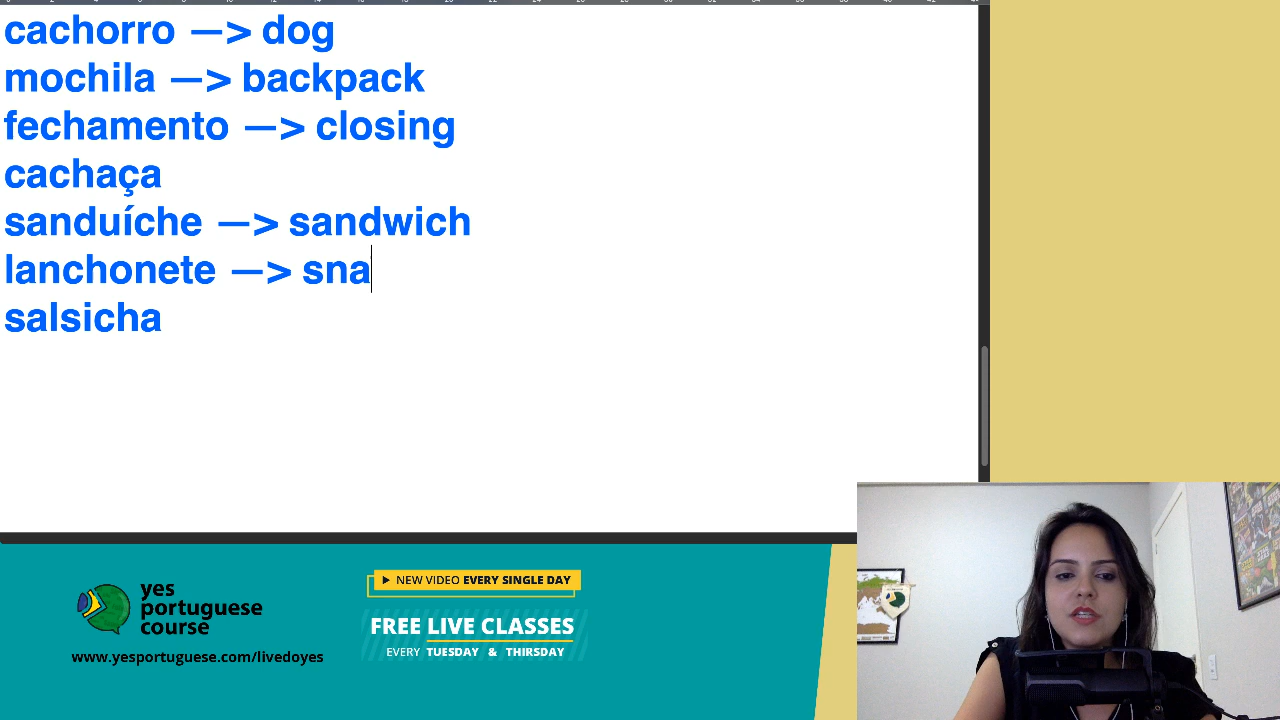 cachorro —> dog
mochila —> backpack
fechamento —> closing
cachaça
sanduíche —> sandwich
lanchonete —> sna
salsicha
yes
portuguese
course
www.yesportuguese.com/livedoyes
NEW VIDEO EVERY SINGLE DAY
FREE LIVE CLASSES
EVERY TUESDAY & THIRSDAY